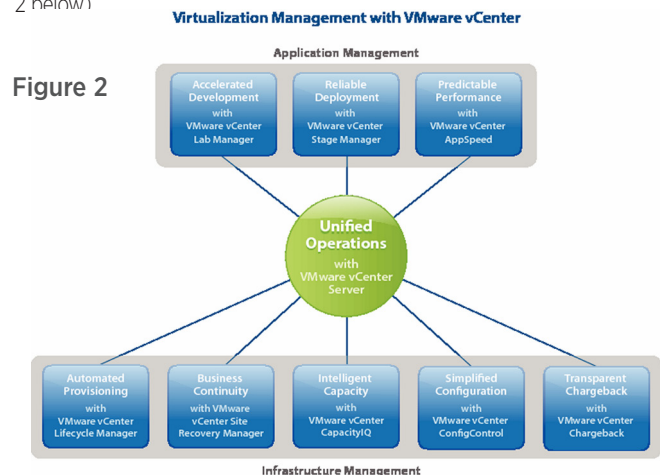 2 below)
Virtualization Management with VMware vCenter
Application Management
Figure 2
Accelerated
Development
with
VMware vCenter
Lab Manager
Reliable
Deployment
with
VMware vCenter
Stage Manager
Predictable
Performance
with
VMware vCenter
AppSpeed
Unified
Operations
with
VMware vCenter
Server
Automated
Provisioning
with
VMware vCenter
Lifecycle Manager
Business
Continuity
with VMware
vCenter Site
Recovery Manager
Intelligent
Capacity
with
VMware vCenter
CapacityIQ
Simplified
Configuration
with
VMware vCenter
ConfigControl
Transparent
Chargeback
with
VMware vCenter
Chargeback
Infrastructure Management